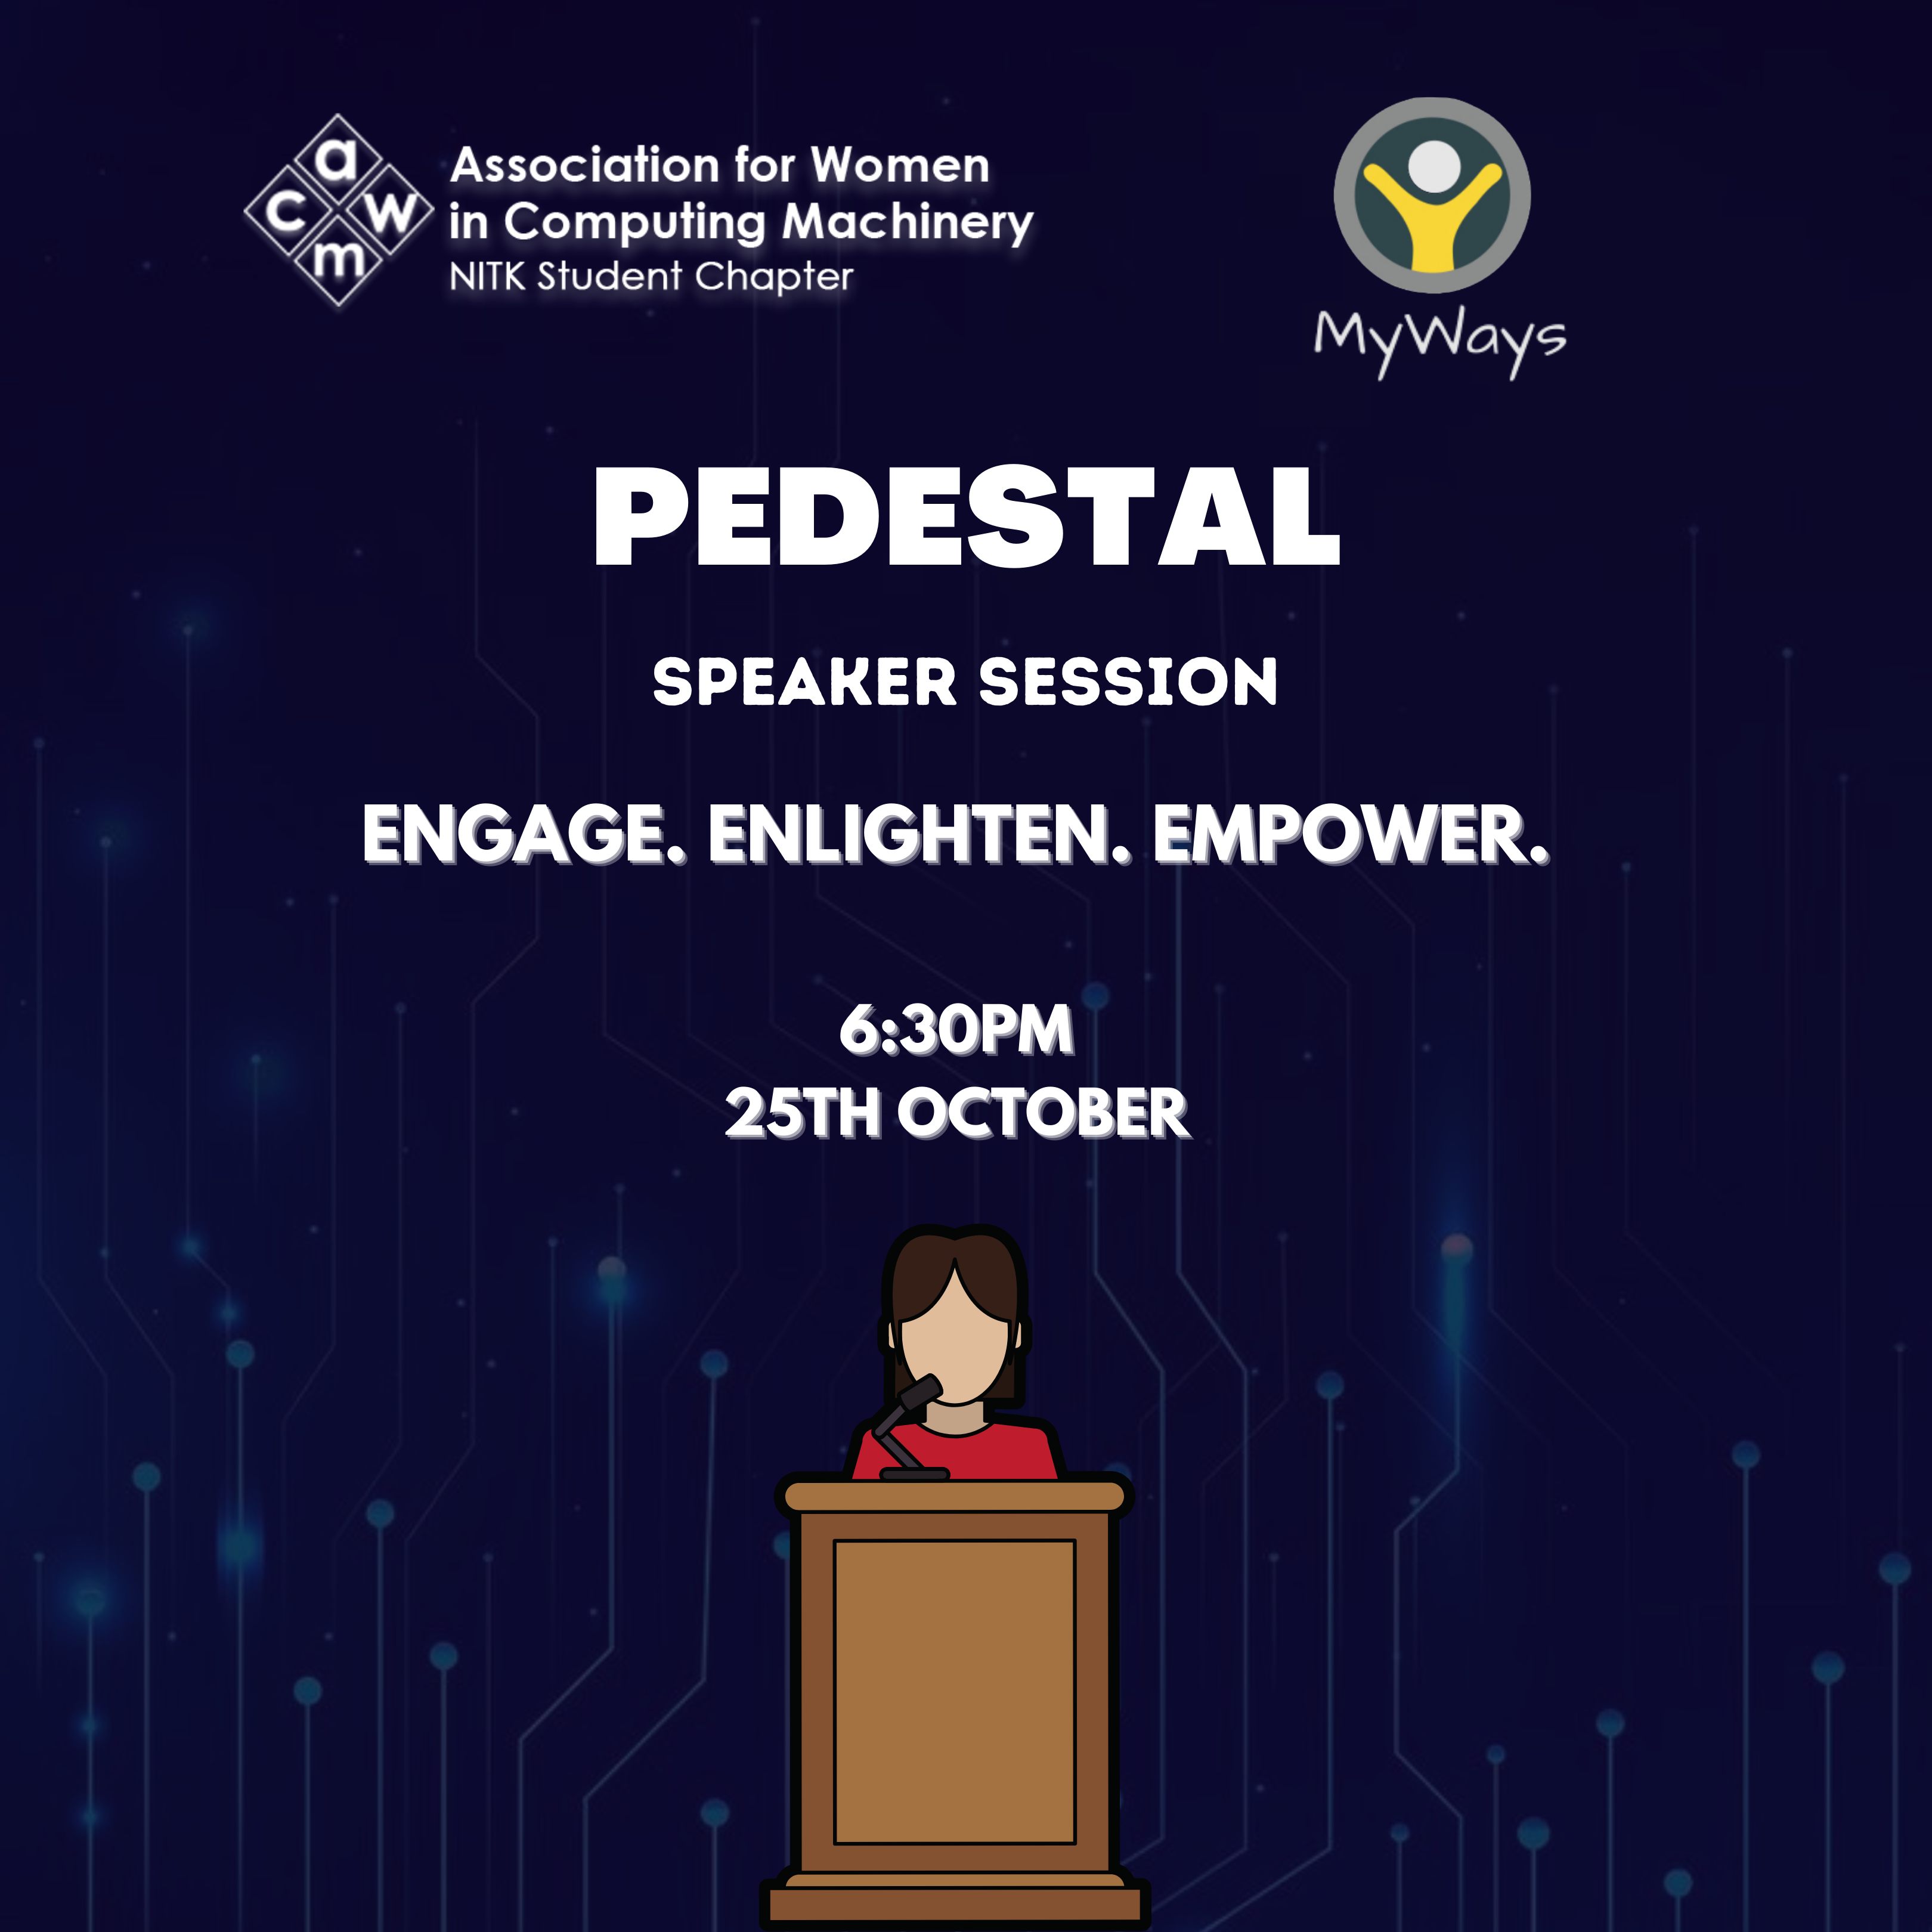 a
c w
m
Association for Women
in Computing Machinery
NITK Student Chapter
MyWays
PEDESTAL
SPEAKER SESSION
ENGAGE. ENLIGHTEN. EMPOWER.
6:30PM
25TH OCTOBER